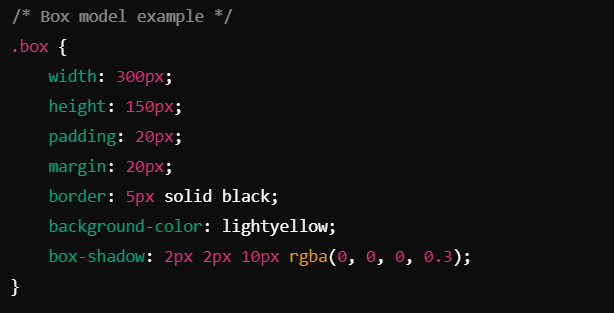 /* Box model example */
.box {
    width: 300px;
    height: 150px;
    padding: 20px;
    margin: 20px;
    border: 5px solid black;
    background-color: lightyellow;
    box-shadow: 2px 2px 10px rgba(0, 0, 0, 0.3);
}